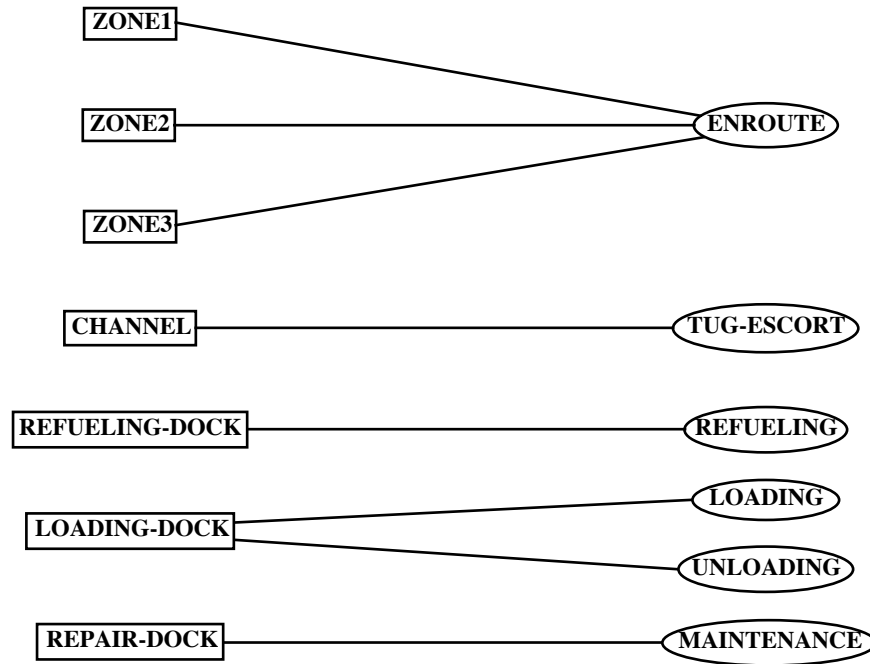 ZONE1
ZONE2
ENROUTE
ZONE3
CHANNEL
TUG-ESCORT
REFUELING-DOCK
REFUELING
LOADING
LOADING-DOCK
UNLOADING
REPAIR-DOCK
MAINTENANCE